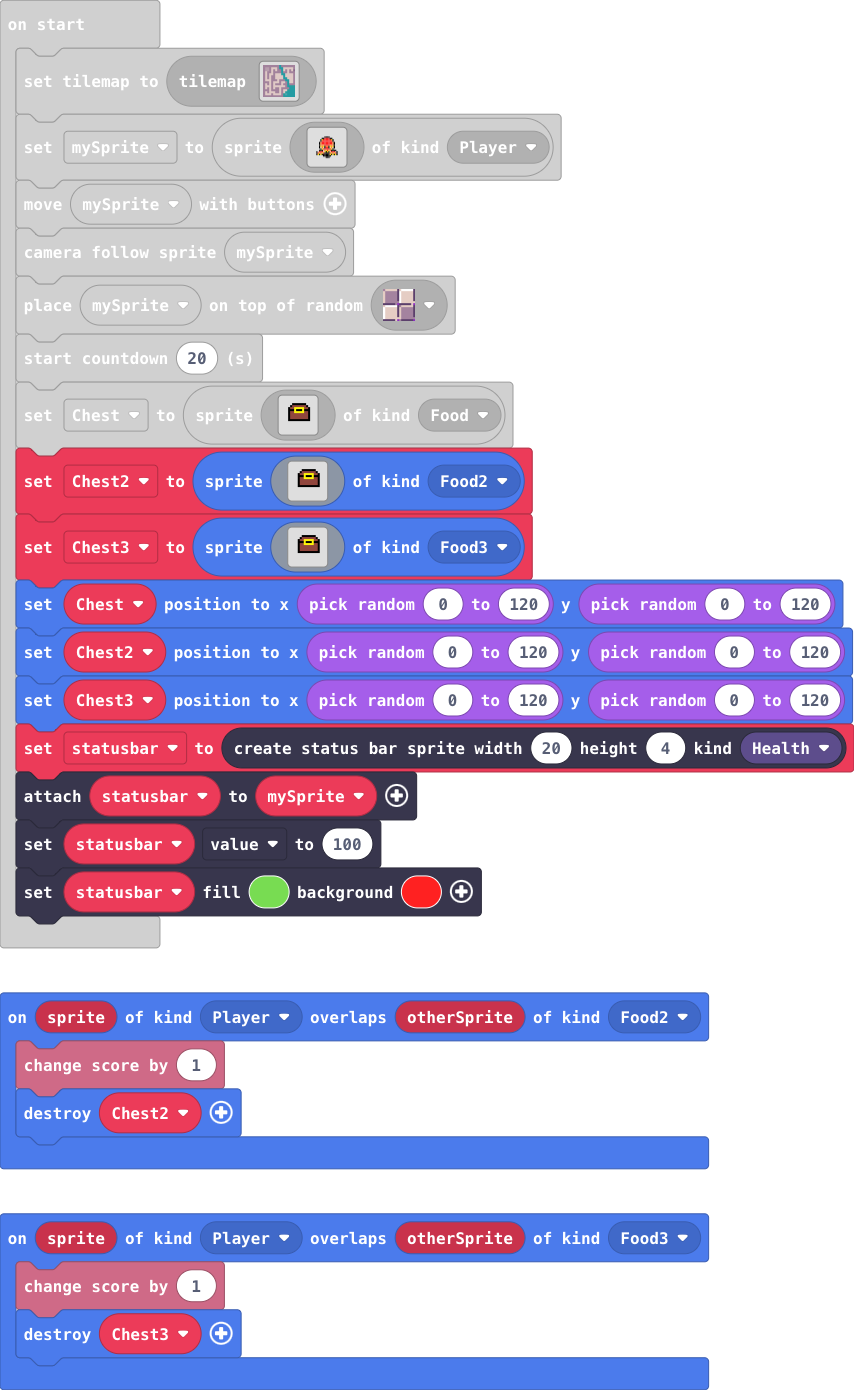 on start
set tilemap to tilemap
set mySprite to sprite of kind Player
move mySprite with buttons
camera follow sprite mySprite
place mySprite on top of random
start countdown 20 (s)
set Chest to sprite of kind Food
set Chest2 to sprite of kind Food2
set Chest3 to sprite of kind Food3
set Chest position to x pick random 0 to 120 y pick random 0 to 120
set Chest2 position to x pick random 0 to 120 y pick random 0 to 120
set Chest3 position to x pick random 0 to 120 y pick random 0 to 120
set statusbar to create status bar sprite width 20 height 4 kind Health
attach statusbar to mySprite
set statusbar value to 100
set statusbar fill background
on sprite of kind Player overlaps otherSprite of kind Food2
change score by 1
destroy Chest2
on sprite of kind Player overlaps otherSprite of kind Food3
change score by 1
destroy Chest3